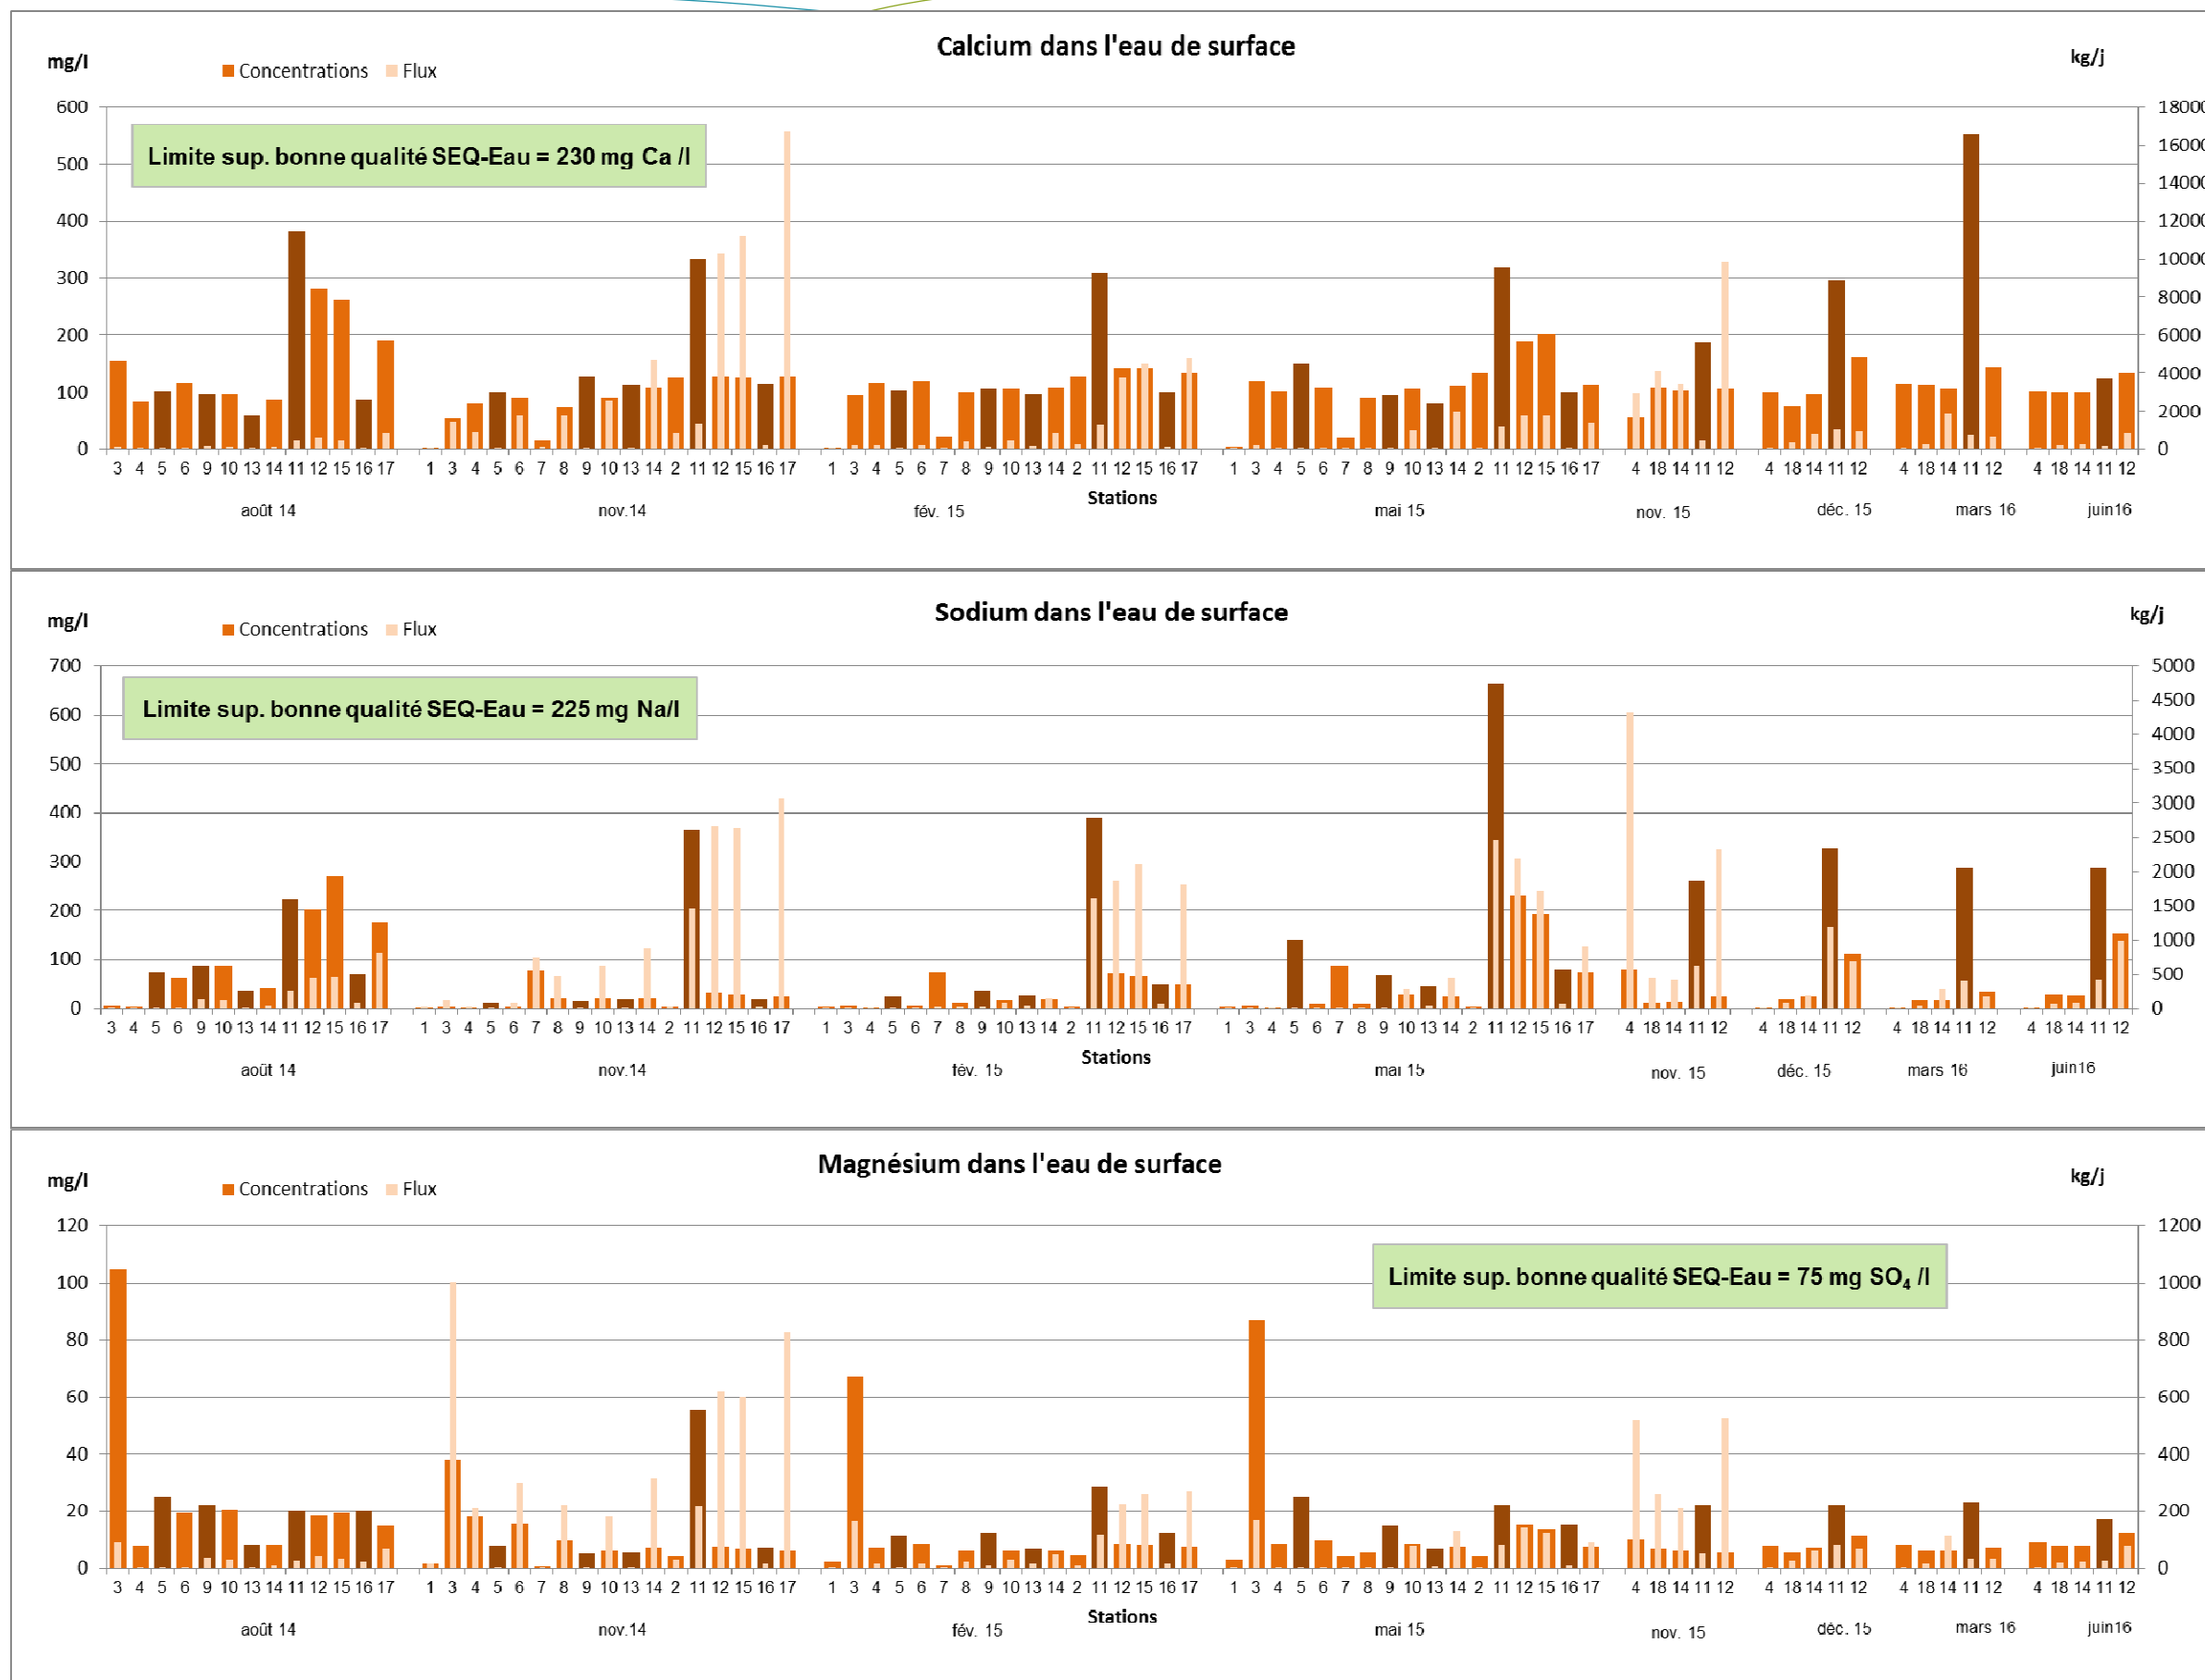 Calcium dans l'eau de surface
mg/l
kg/j
Concentrations Flux
Limite sup. bonne qualité SEQ-Eau = 230 mg Ca /l
600
500
400
300
200
100
0
18000
16000
14000
12000
10000
8000
6000
4000
2000
0
3 4 5 6 9 10 13 14 11 12 15 16 17 1 3 4 5 6 7 8 9 10 13 14 2 11 12 15 16 17 1 3 4 5 6 7 8 9 10 13 14 2 11 12 15 16 17 1 3 4 5 6 7 8 9 10 13 14 2 11 12 15 16 17 4 18 14 11 12 4 18 14 11 12 4 18 14 11 12 4 18 14 11 12
Stations
août 14 nov.14 fév. 15 mai 15 nov. 15 déc. 15 mars 16 juin16
Sodium dans l'eau de surface
mg/l
kg/j
Concentrations Flux
Limite sup. bonne qualité SEQ-Eau = 225 mg Na/l
700
600
500
400
300
200
100
0
5000
4500
4000
3500
3000
2500
2000
1500
1000
500
0
3 4 5 6 9 10 13 14 11 12 15 16 17 1 3 4 5 6 7 8 9 10 13 14 2 11 12 15 16 17 1 3 4 5 6 7 8 9 10 13 14 2 11 12 15 16 17 1 3 4 5 6 7 8 9 10 13 14 2 11 12 15 16 17 4 18 14 11 12 4 18 14 11 12 4 18 14 11 12 4 18 14 11 12
Stations
août 14 nov.14 fév. 15 mai 15 nov. 15 déc. 15 mars 16 juin16
Magnésium dans l'eau de surface
mg/l
kg/j
Concentrations Flux
Limite sup. bonne qualité SEQ-Eau = 75 mg SO₄ /l
120
100
80
60
40
20
0
1200
1000
800
600
400
200
0
3 4 5 6 9 10 13 14 11 12 15 16 17 1 3 4 5 6 7 8 9 10 13 14 2 11 12 15 16 17 1 3 4 5 6 7 8 9 10 13 14 2 11 12 15 16 17 1 3 4 5 6 7 8 9 10 13 14 2 11 12 15 16 17 4 18 14 11 12 4 18 14 11 12 4 18 14 11 12 4 18 14 11 12
Stations
août 14 nov.14 fév. 15 mai 15 nov. 15 déc. 15 mars 16 juin16